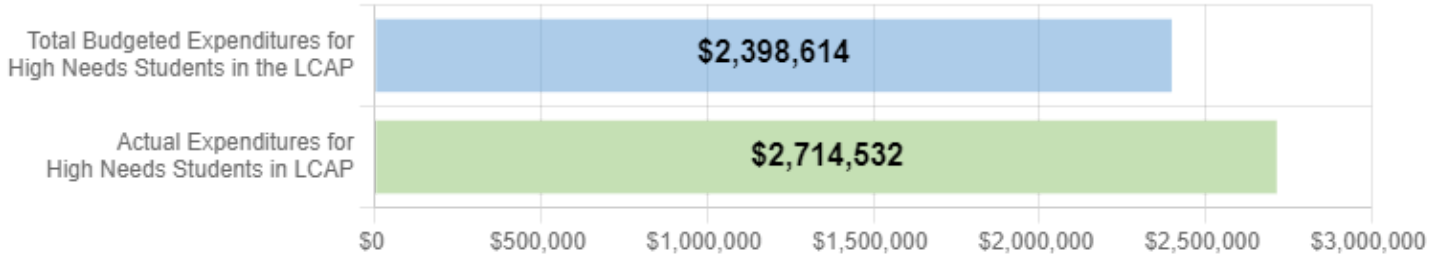 Total Budgeted Expenditures for
High Needs Students in the LCAP
$2,398,614
Actual Expenditures for
High Needs Students in LCAP
$2,714,532
$0 $500,000 $1,000,000 $1,500,000 $2,000,000 $2,500,000 $3,000,000